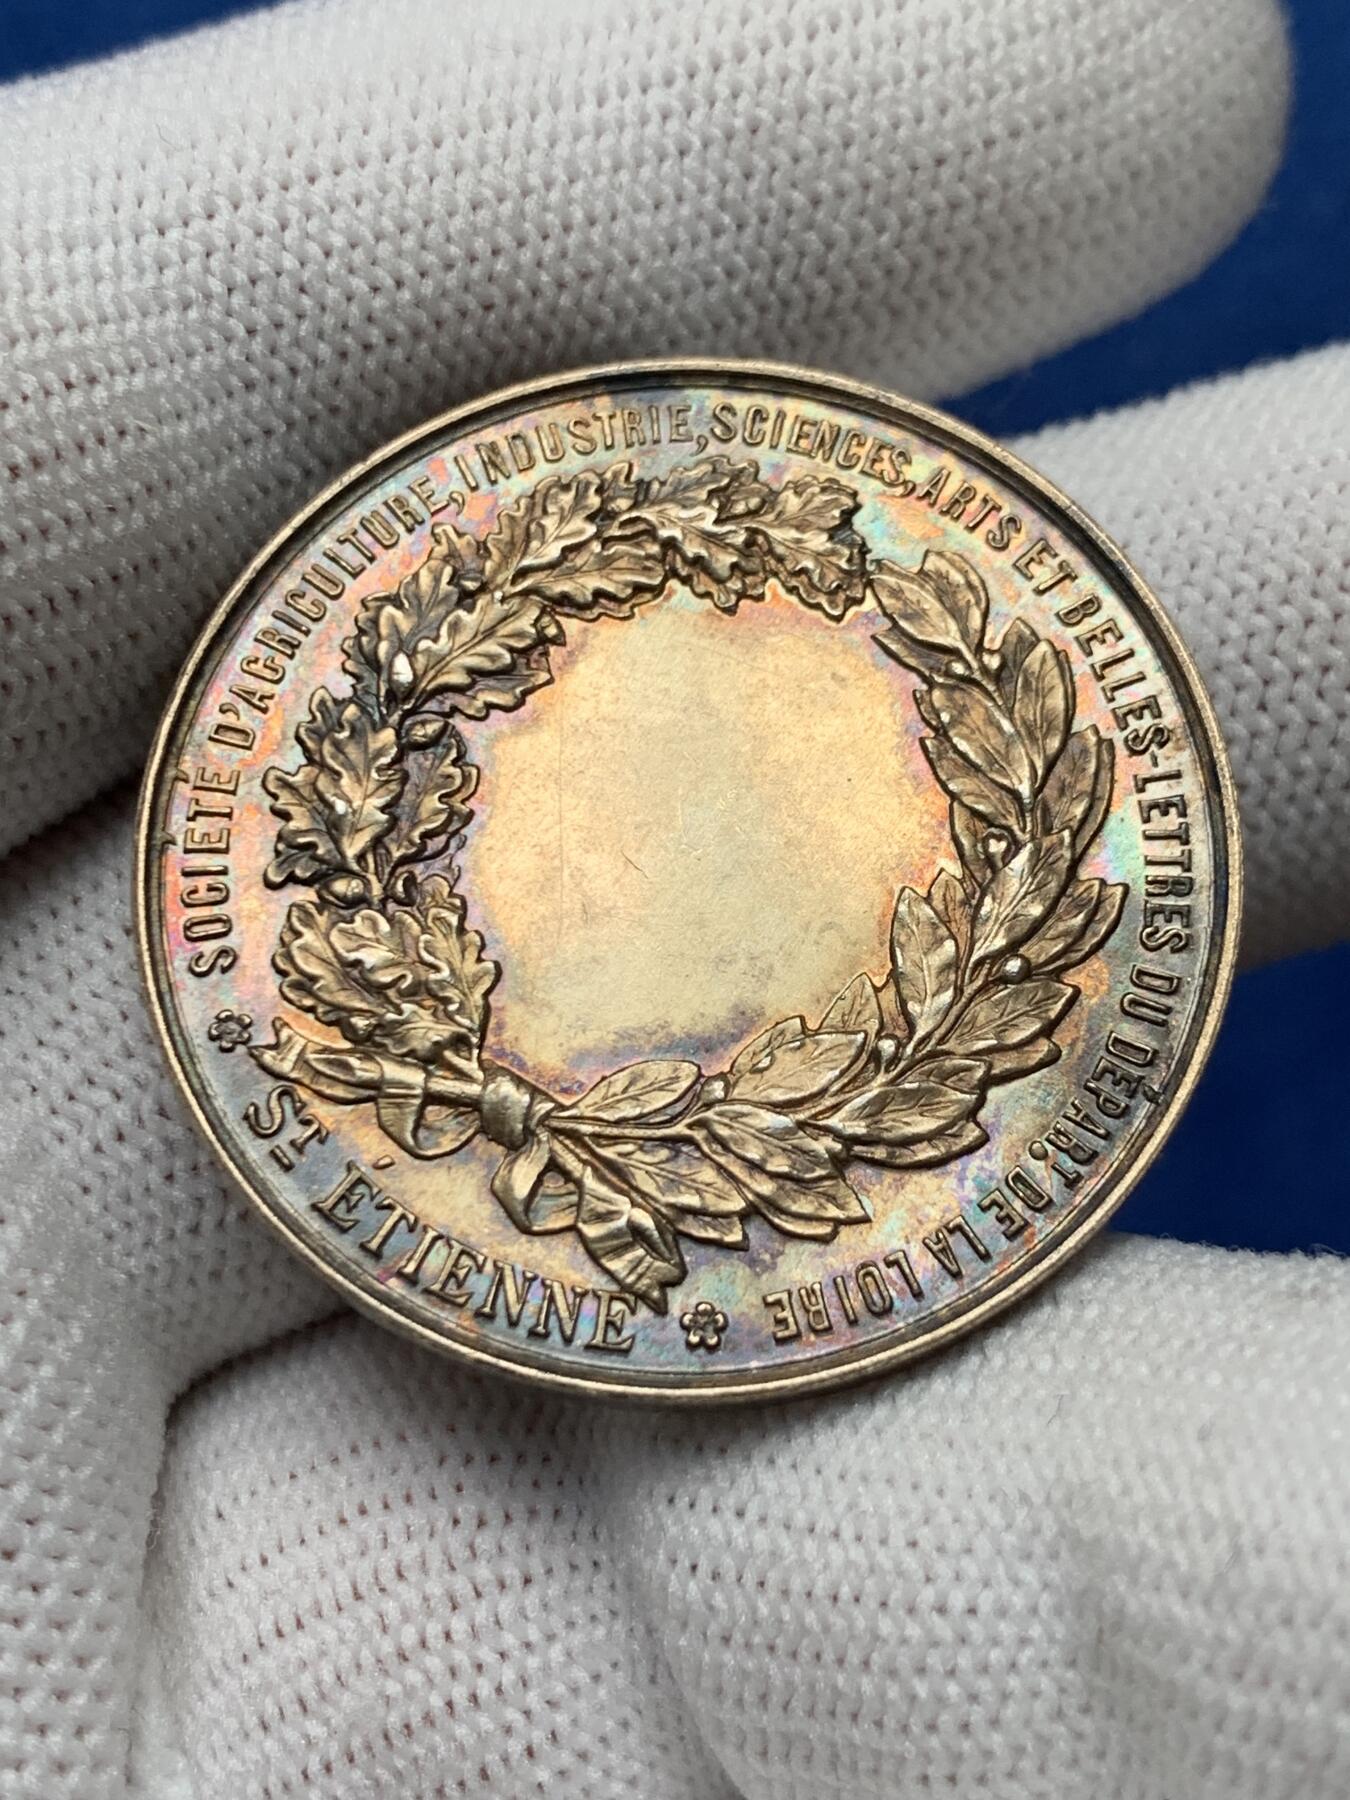 SOCIÉTÉ D'AGRICULTURE, INDUSTRIE, SCIENCES, ARTS ET BELLES-LETTRES DU DÉPART. DE LA LOIRE
ST ÉTIENNE